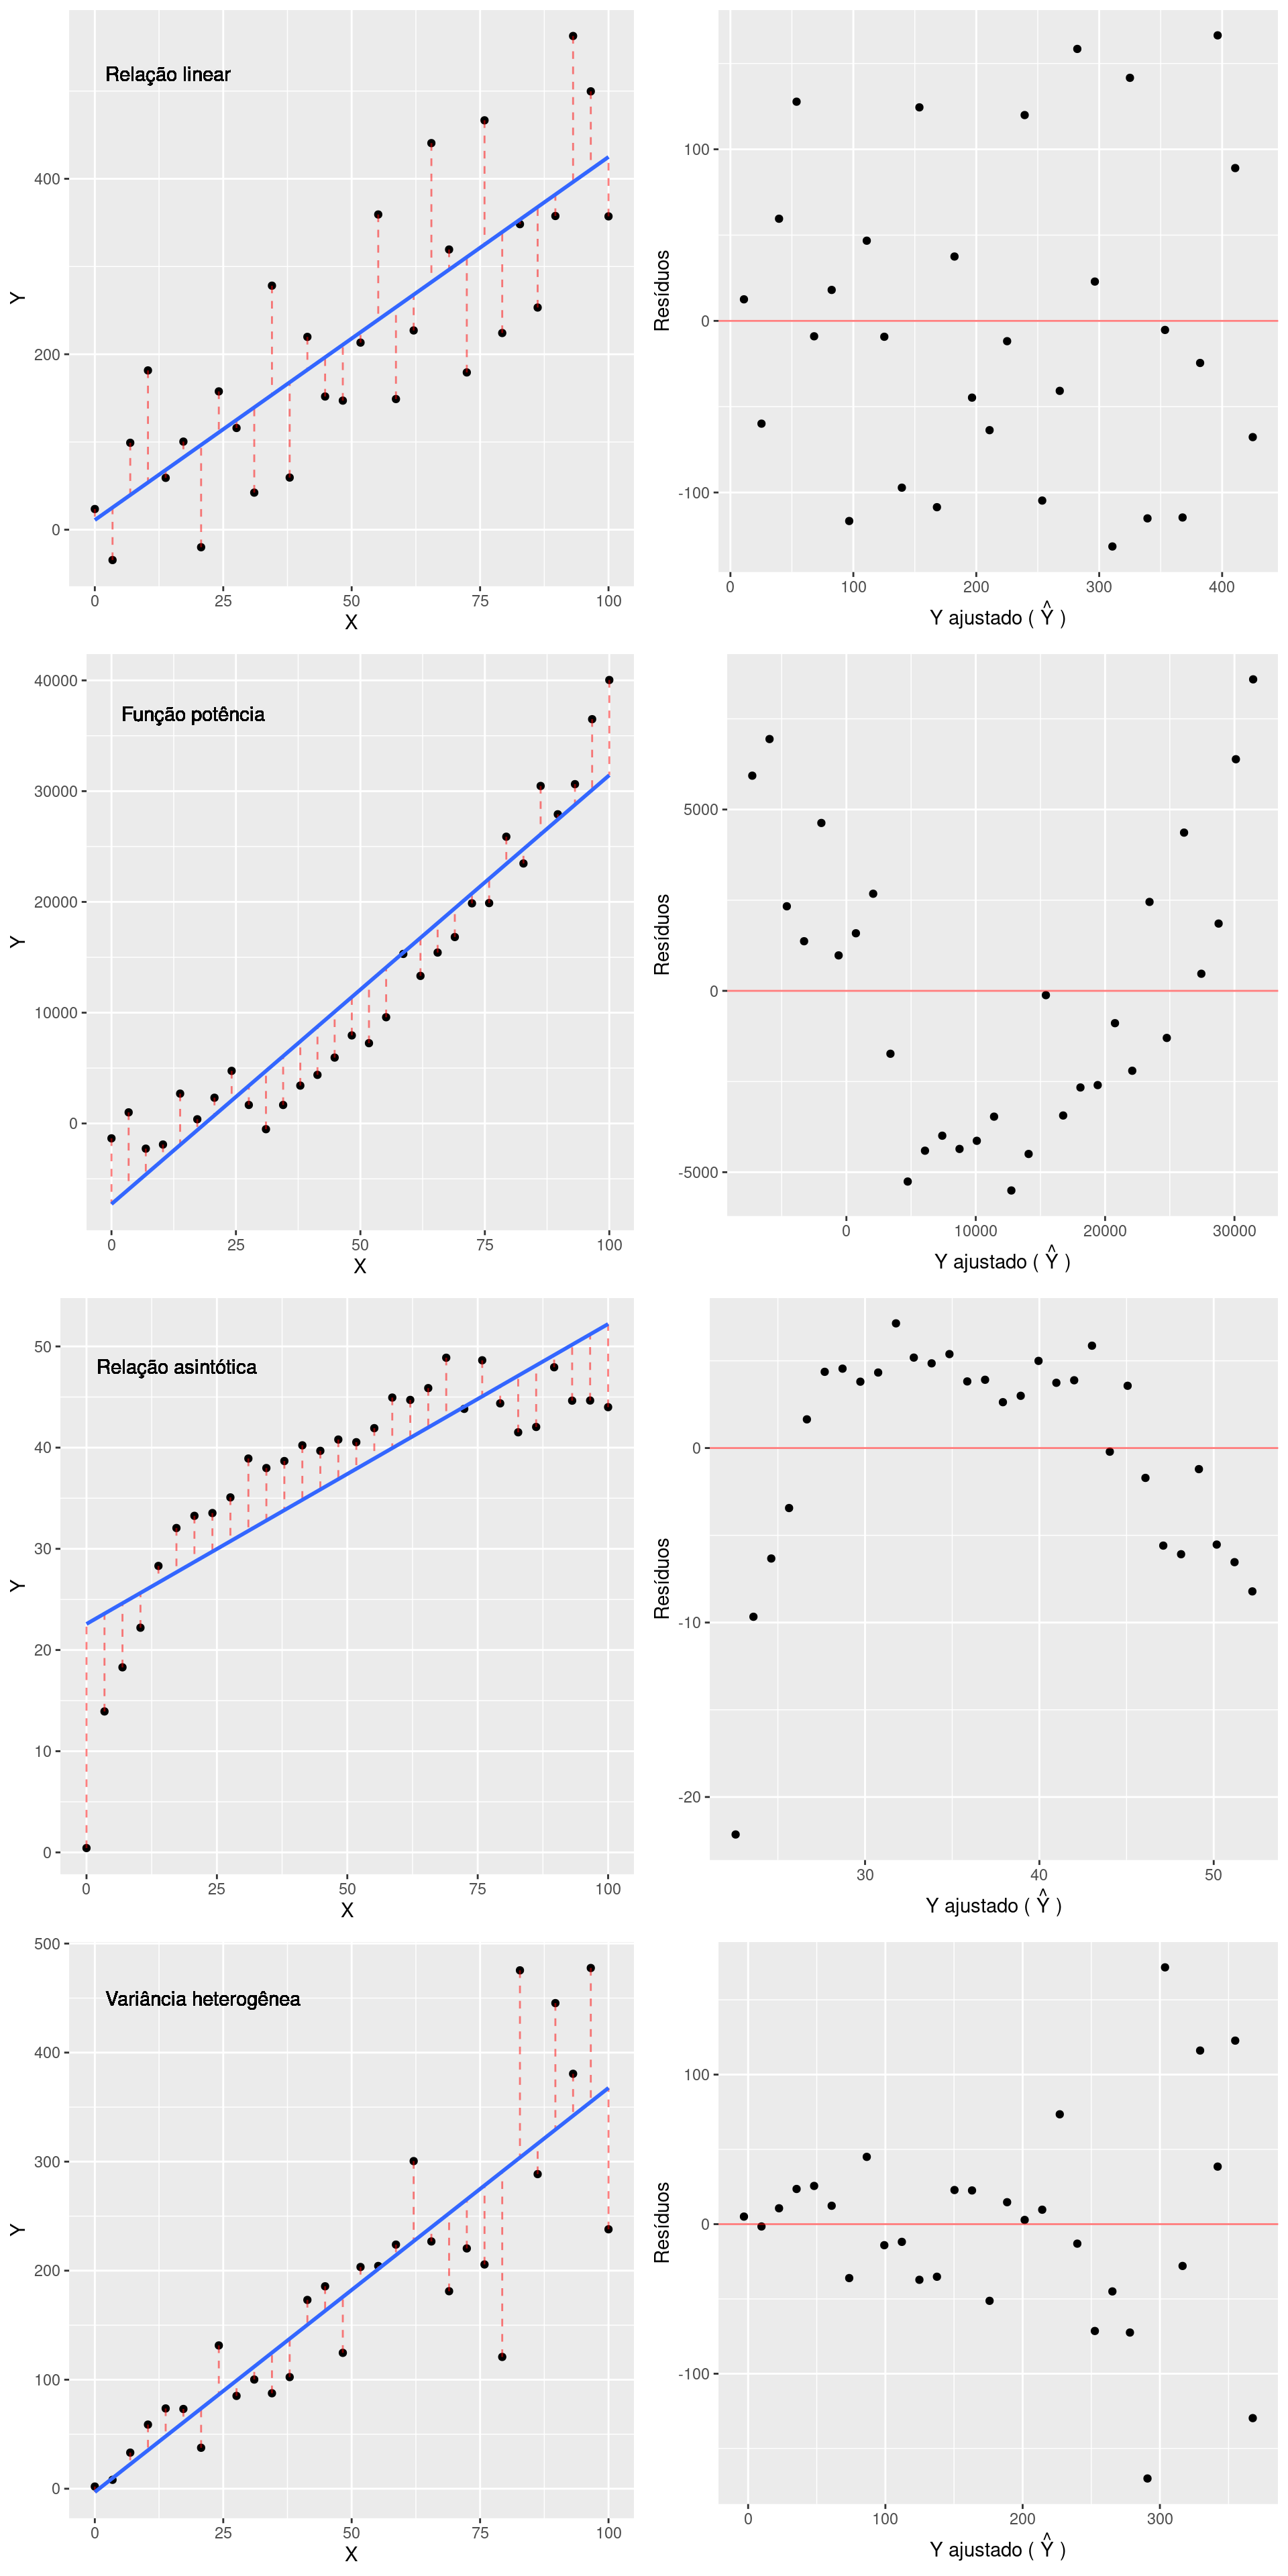 Relação linear
400
200
0
Y
0 25 50 75 100
X
100
0
-100
Resíduos
0 100 200 300 400
Y ajustado ( Ŷ )
Função potência
40000
30000
20000
10000
0
Y
0 25 50 75 100
X
5000
0
-5000
Resíduos
0 10000 20000 30000
Y ajustado ( Ŷ )
Relação asintótica
50
40
30
20
10
0
Y
0 25 50 75 100
X
0
-10
-20
Resíduos
30 40 50
Y ajustado ( Ŷ )
500
Variância heterogênea
400
300
200
100
0
Y
0 25 50 75 100
X
100
0
-100
Resíduos
0 100 200 300
Y ajustado ( Ŷ )